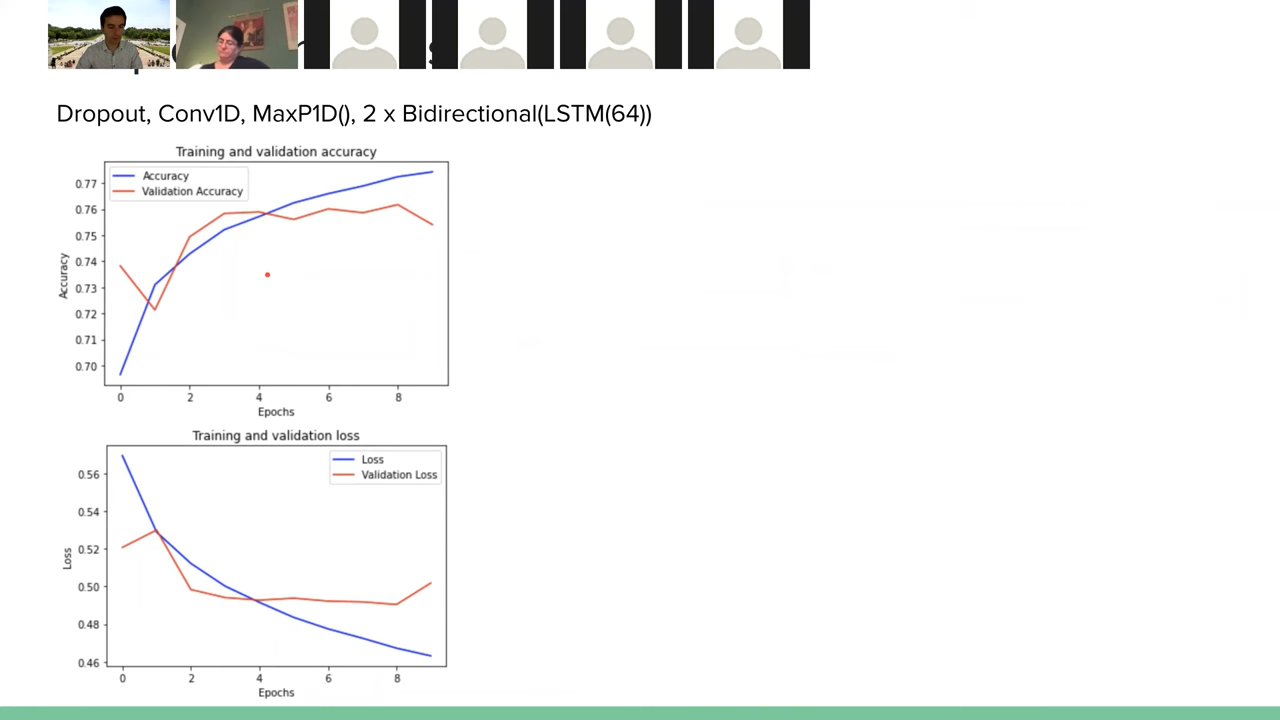 Dropout, Conv1D, MaxP1D(), 2 x Bidirectional(LSTM(64))
Training and validation accuracy
Accuracy
Validation Accuracy
0.77
0.76
0.75
0.74
0.73
0.72
0.71
0.70
Accuracy
0 2 4 6 8
Epochs
Training and validation loss
Loss
Validation Loss
0.56
0.54
0.52
0.50
0.48
0.46
Loss
0 2 4 6 8
Epochs